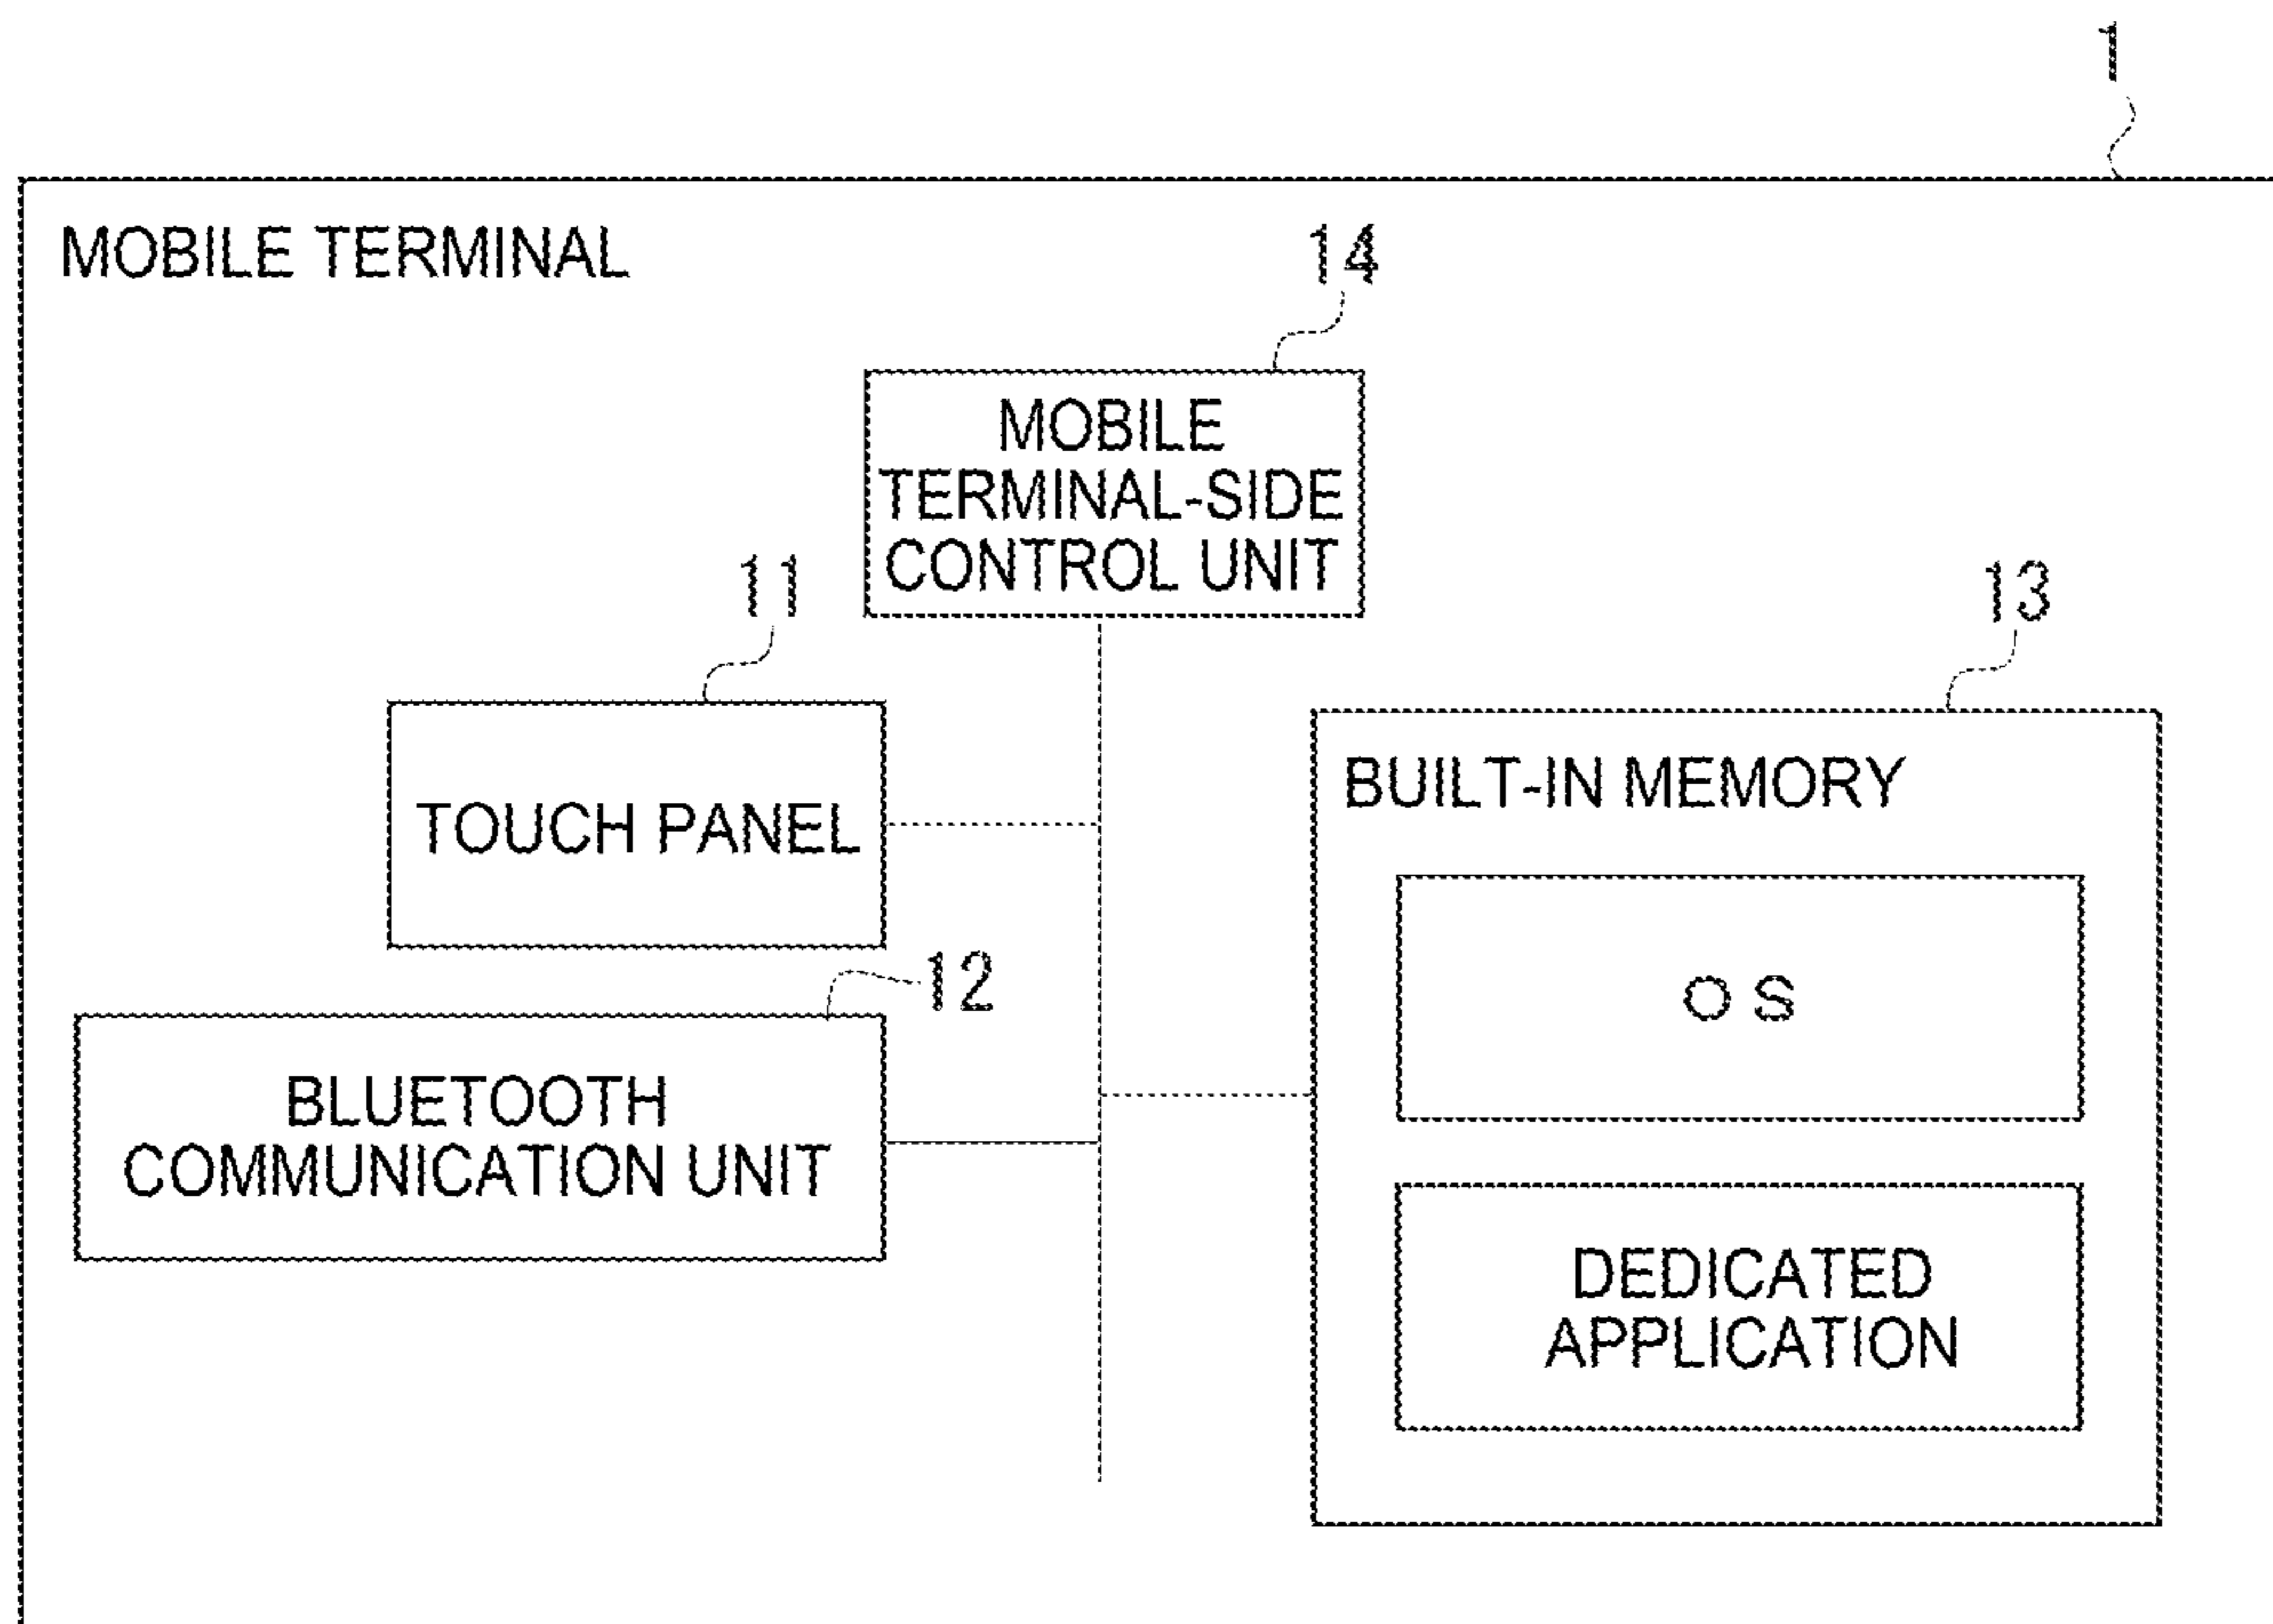 1
MOBILE TERMINAL
14
MOBILE
TERMINAL-SIDE
CONTROL UNIT
11
TOUCH PANEL
13
BUILT-IN MEMORY
OS
12
BLUETOOTH
COMMUNICATION UNIT
DEDICATED
APPLICATION